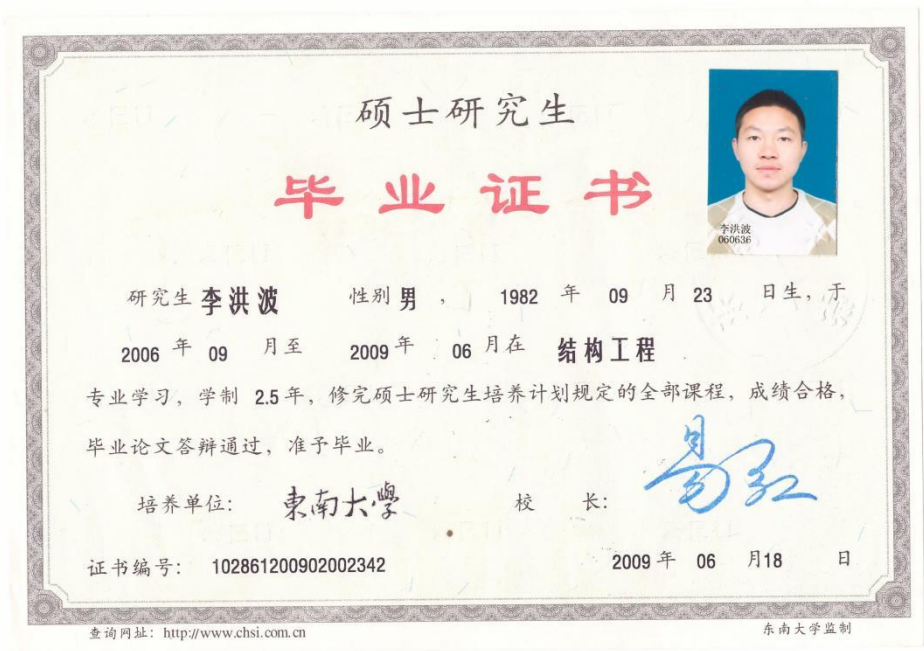 硕士研究生
毕业证书
李洪波
060636
研究生 李洪波 性别 男 , 1982 年 09 月 23 日生, 于
2006 年 09 月至 2009 年 06 月在 结构工程
专业学习, 学制 2.5 年, 修完硕士研究生培养计划规定的全部课程, 成绩合格,
毕业论文答辩通过, 准予毕业。
培养单位: 東南大學 校 长: 易红
证书编号: 102861200902002342 2009 年 06 月 18 日
查询网址: http://www.chsi.com.cn 东南大学监制